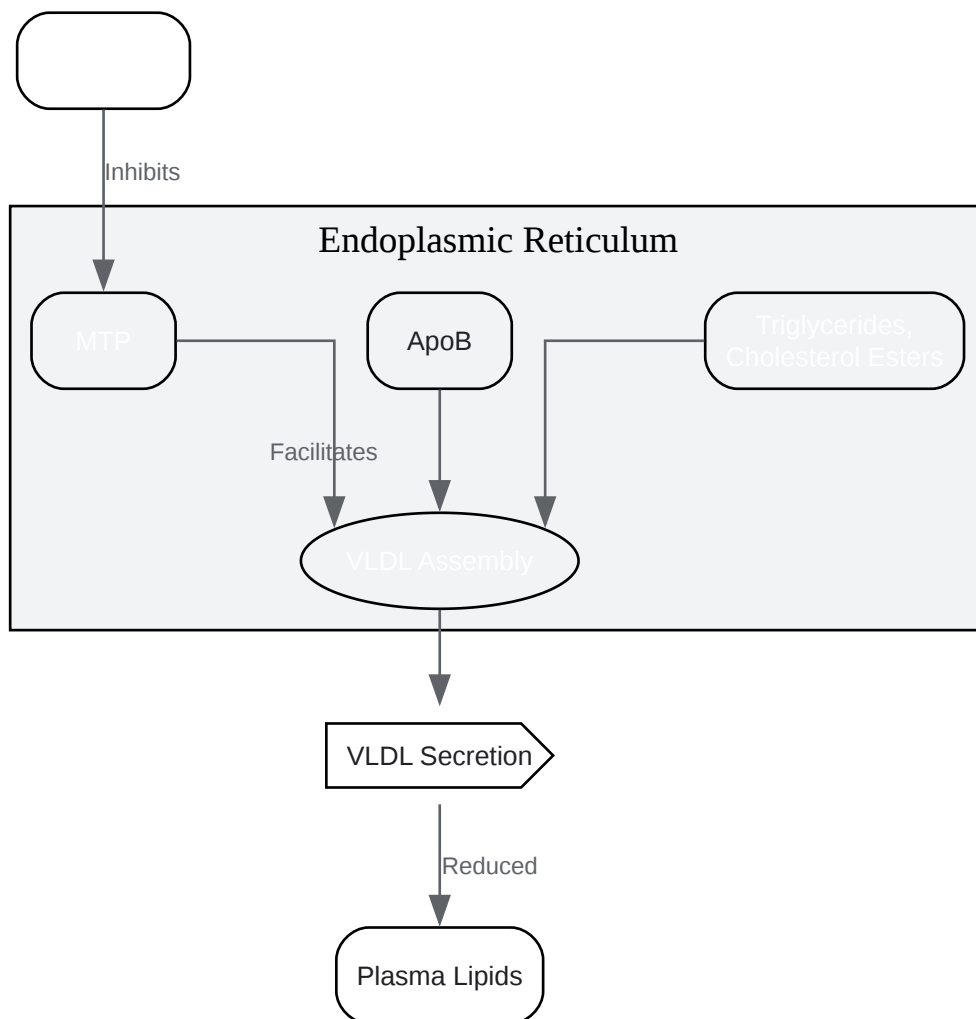 Inhibits
Endoplasmic Reticulum
MTP
ApoB
Triglycerides,
Cholesterol Esters
Facilitates
VLDL Assembly
VLDL Secretion
Reduced
Plasma Lipids